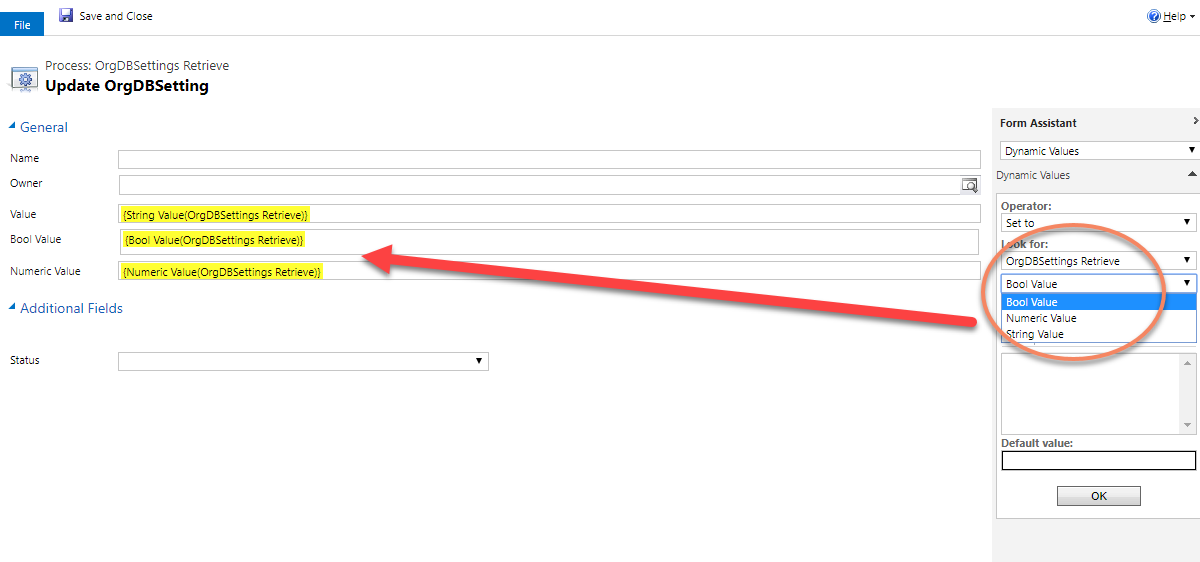 File
Save and Close
Help
Process: OrgDBSettings Retrieve
Update OrgDBSetting
General
Name
Owner
Value
{String Value(OrgDBSettings Retrieve)}
Bool Value
{Bool Value(OrgDBSettings Retrieve)}
Numeric Value
{Numeric Value(OrgDBSettings Retrieve)}
Additional Fields
Status
Form Assistant
Dynamic Values
Dynamic Values
Operator:
Set to
Look for:
OrgDBSettings Retrieve
Bool Value
Bool Value
Numeric Value
String Value
Default value:
OK